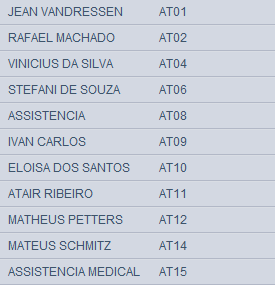 JEAN VANDRESSEN AT01
RAFAEL MACHADO AT02
VINICIUS DA SILVA AT04
STEFANI DE SOUZA AT06
ASSISTENCIA AT08
IVAN CARLOS AT09
ELOISA DOS SANTOS AT10
ATAIR RIBEIRO AT11
MATHEUS PETTERS AT12
MATEUS SCHMITZ AT14
ASSISTENCIA MEDICAL AT15